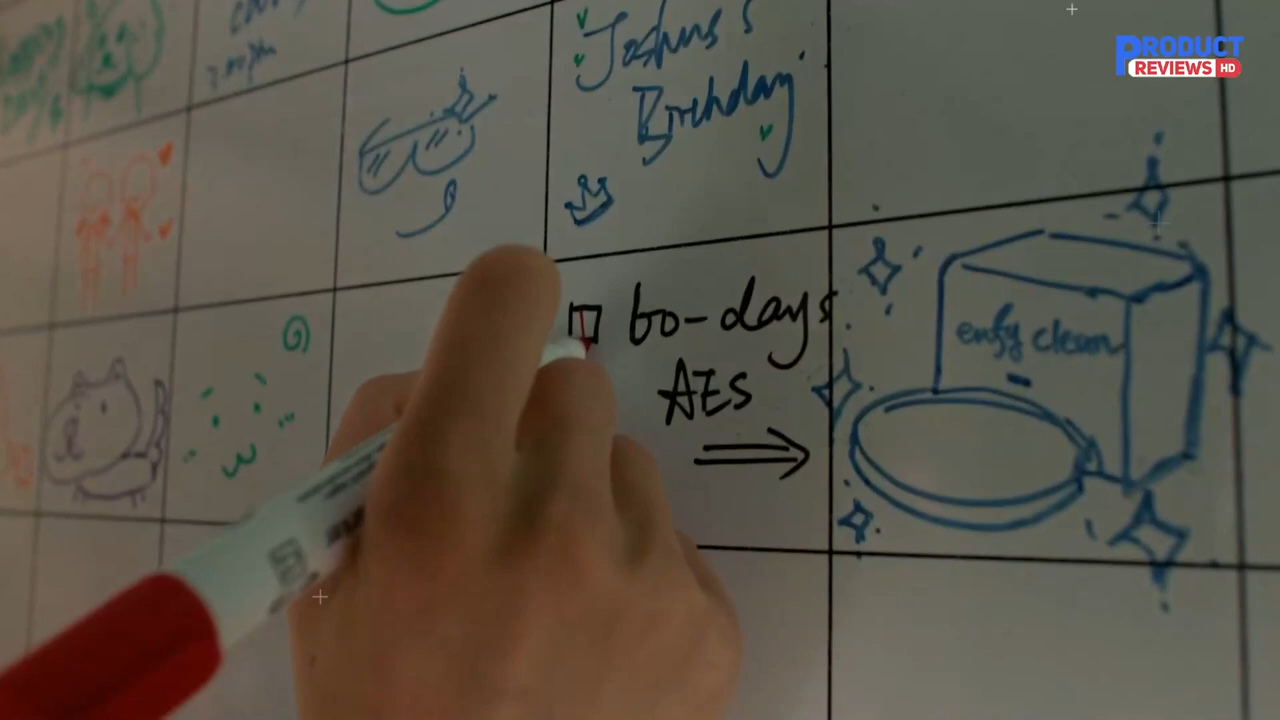 PRODUCT
REVIEWS HD
Joshua's
Birthday
60-days
AES
eufy clean